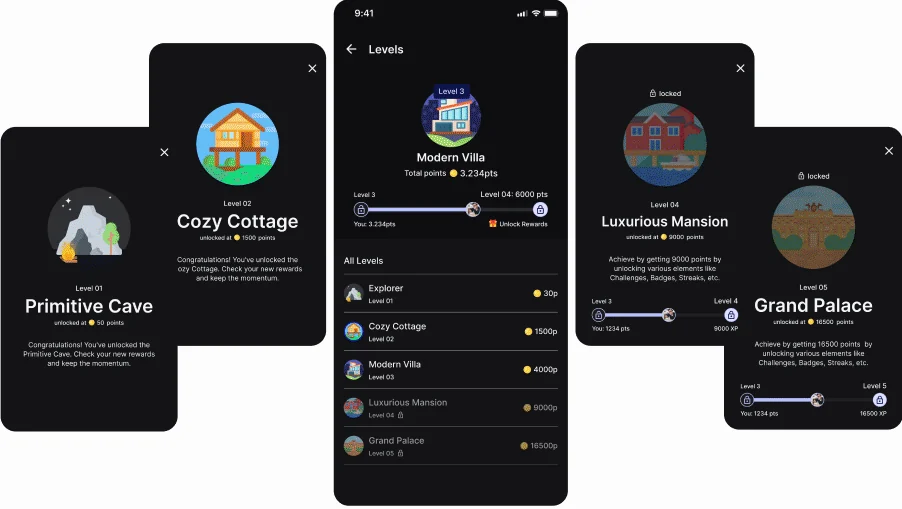 Level 01
Primitive Cave
unlocked at 50 points
Congratulations! You've unlocked the
Primitive Cave. Check your new rewards
and keep the momentum.
Level 02
Cozy Cottage
unlocked at 1500 points
Congratulations! You've unlocked the
ozy Cottage. Check your new rewards
and keep the momentum.
9:41
Levels
Level 3
Modern Villa
Total points 3.234pts
Level 3
Level 04: 6000 pts
You: 3.234pts
Unlock Rewards
All Levels
Explorer
Level 01
30p
Cozy Cottage
Level 02
1500p
Modern Villa
Level 03
4000p
Luxurious Mansion
Level 04
9000p
Grand Palace
Level 05
16500p
locked
Level 04
Luxurious Mansion
unlocked at 9000 points
Achieve by getting 9000 points by
unlocking various elements like
Challenges, Badges, Streaks, etc.
Level 3
Level 4
You: 1234 pts
9000 XP
locked
Level 05
Grand Palace
unlocked at 16500 points
Achieve by getting 16500 points by
unlocking various elements like
Challenges, Badges, Streaks, etc.
Level 3
Level 5
You: 1234 pts
16500 XP